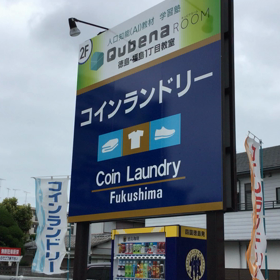 2F
人工知能(AI)教材 学習塾
Qubena ROOM
徳島・福島1丁目教室
コインランドリー
Coin Laundry
Fukushima
コインランドリー